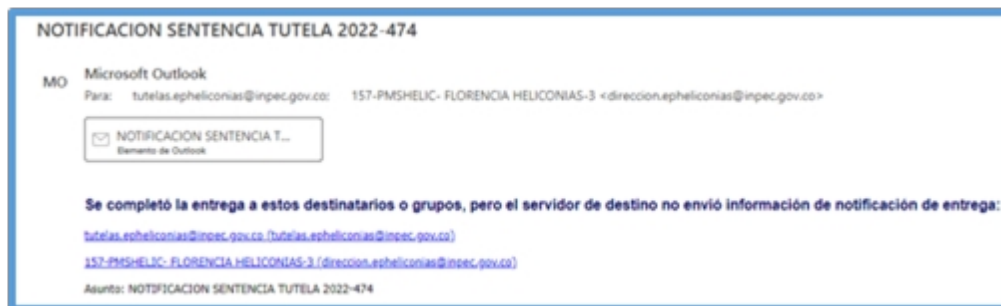 NOTIFICACION SENTENCIA TUTELA 2022-474
MO
Microsoft Outlook
Para: tutelas.epheliconias@inpec.gov.co; 157-PMSHELIC- FLORENCIA HELICONIAS-3 <direccion.epheliconias@inpec.gov.co>
NOTIFICACION SENTENCIA T...
Elemento de Outlook
Se completó la entrega a estos destinatarios o grupos, pero el servidor de destino no envió información de notificación de entrega:
tutelas.epheliconias@inpec.gov.co (tutelas.epheliconias@inpec.gov.co)
157-PMSHELIC- FLORENCIA HELICONIAS-3 (direccion.epheliconias@inpec.gov.co)
Asunto: NOTIFICACION SENTENCIA TUTELA 2022-474